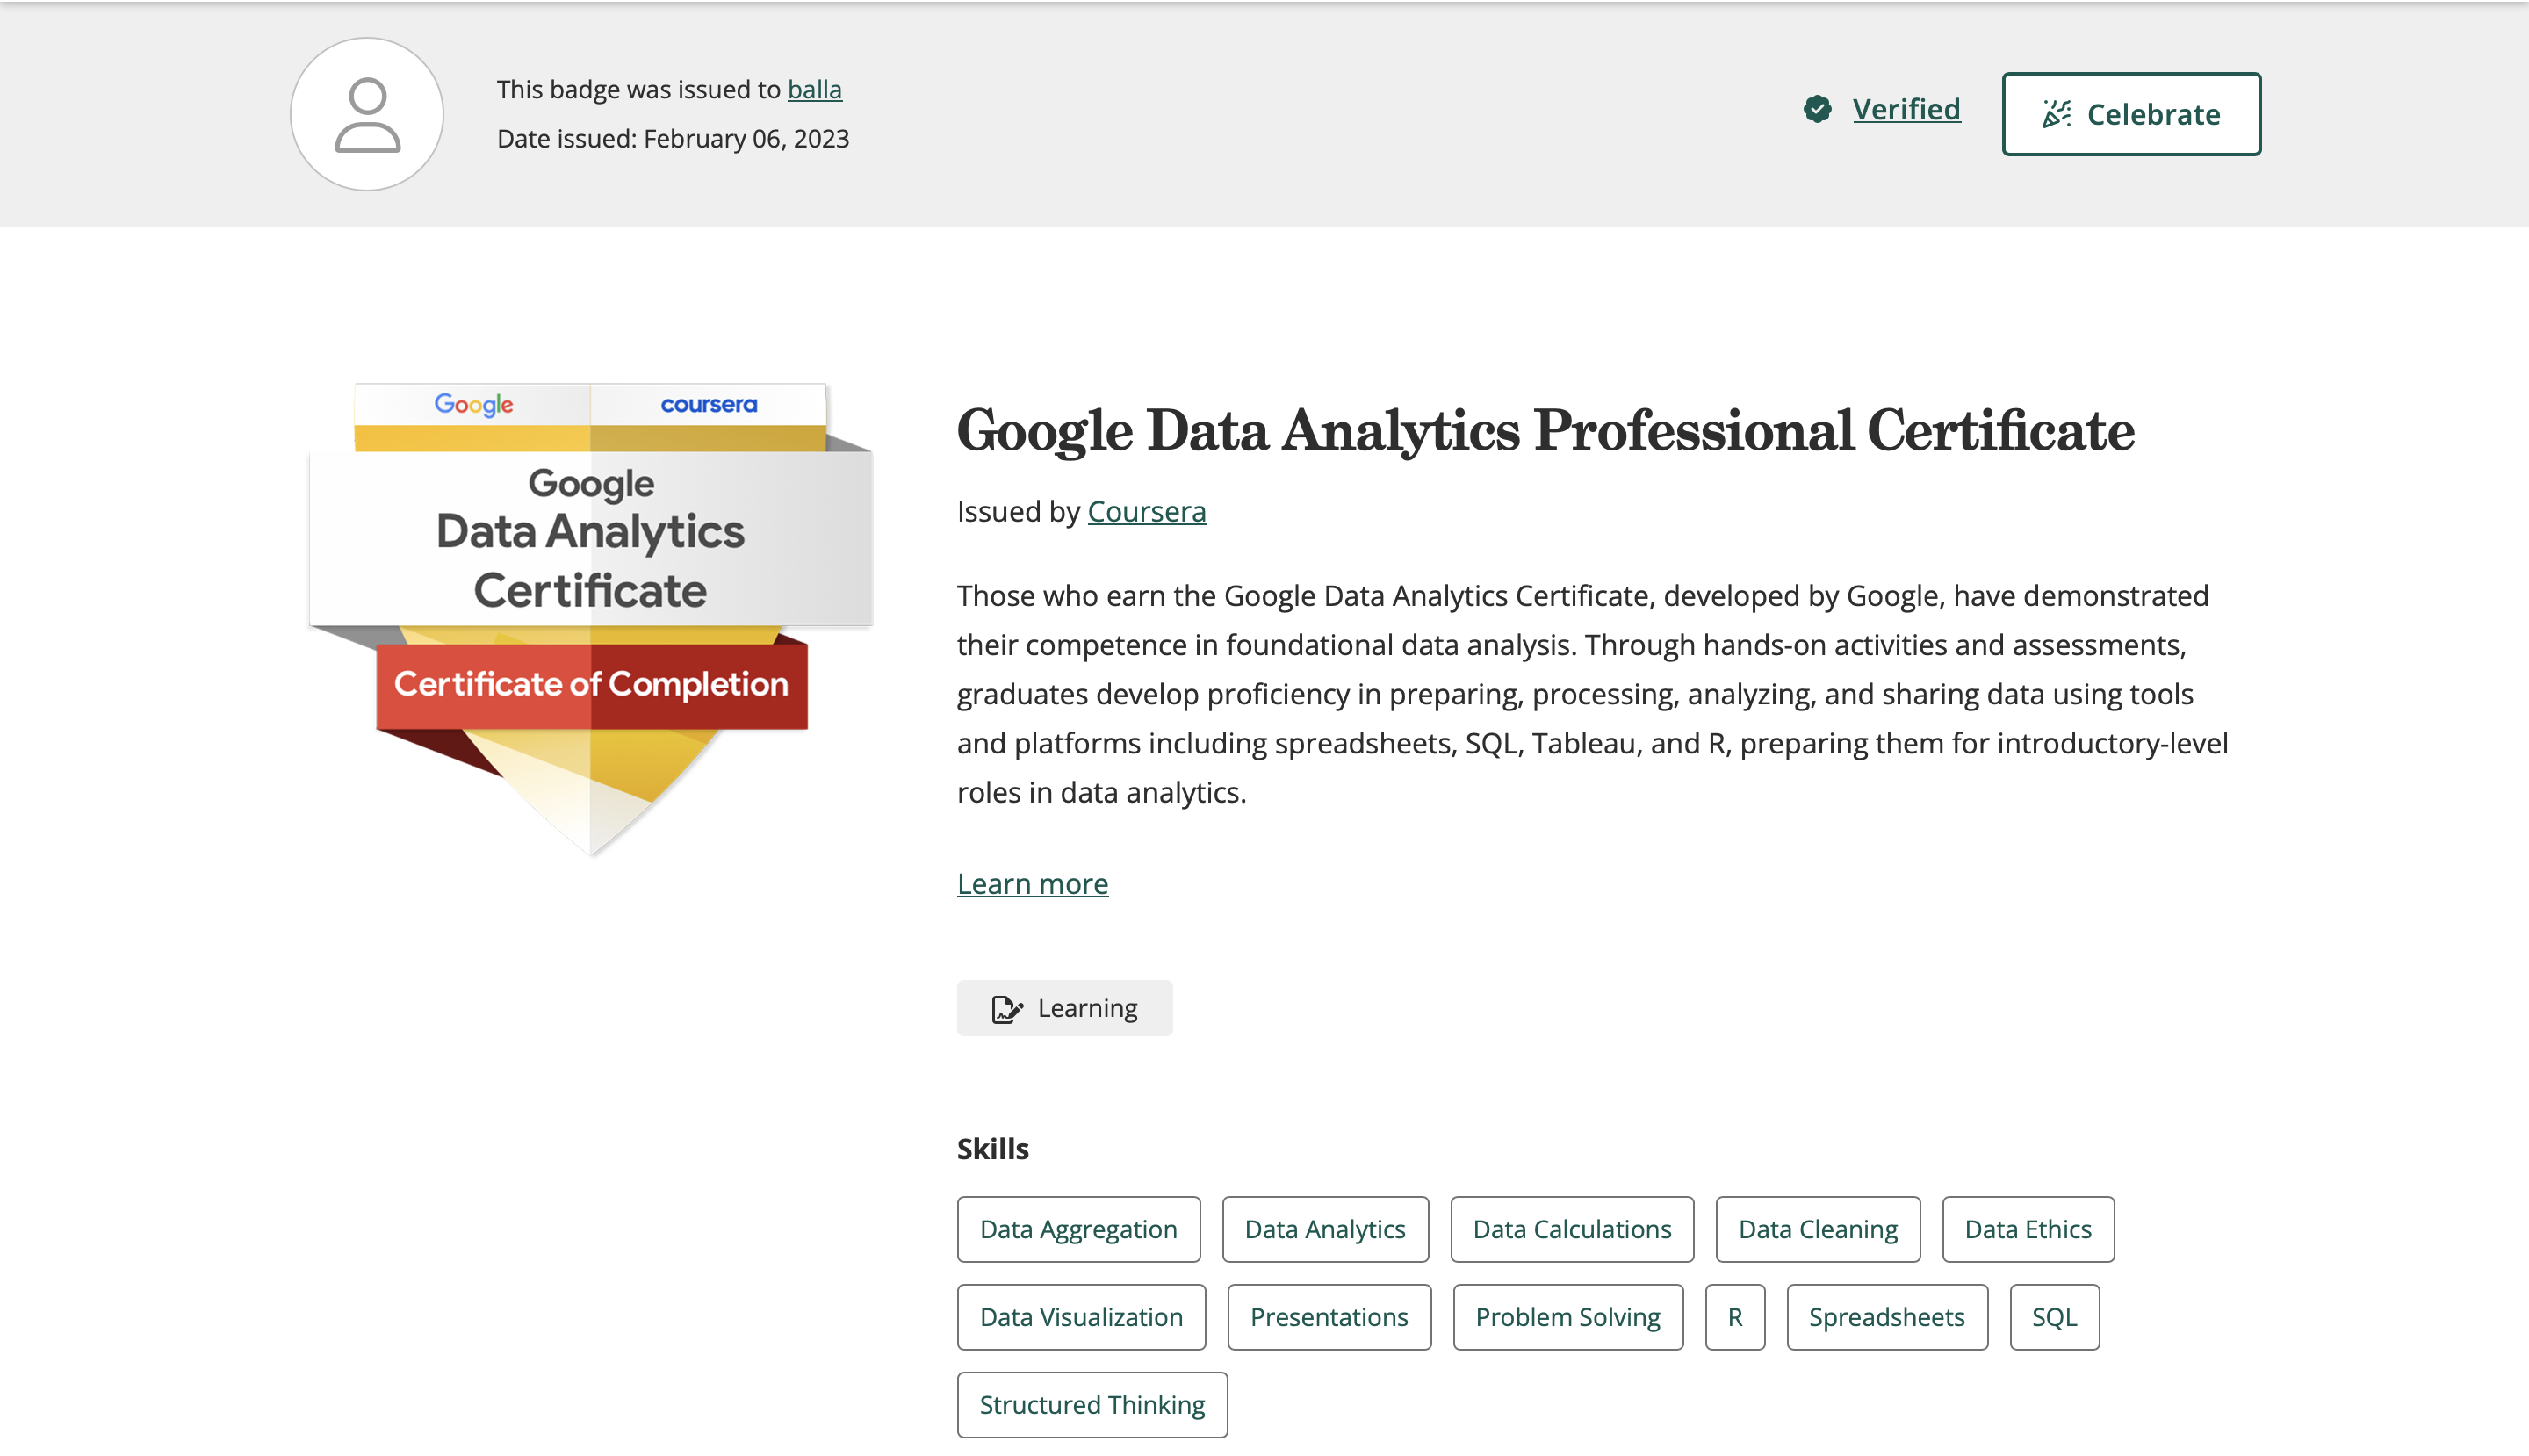 This badge was issued to balla
Date issued: February 06, 2023
Verified
Celebrate
Google
coursera
Google
Data Analytics
Certificate
Certificate of Completion
Google Data Analytics Professional Certificate
Issued by Coursera
Those who earn the Google Data Analytics Certificate, developed by Google, have demonstrated
their competence in foundational data analysis. Through hands-on activities and assessments,
graduates develop proficiency in preparing, processing, analyzing, and sharing data using tools
and platforms including spreadsheets, SQL, Tableau, and R, preparing them for introductory-level
roles in data analytics.
Learn more
Learning
Skills
Data Aggregation
Data Analytics
Data Calculations
Data Cleaning
Data Ethics
Data Visualization
Presentations
Problem Solving
R
Spreadsheets
SQL
Structured Thinking